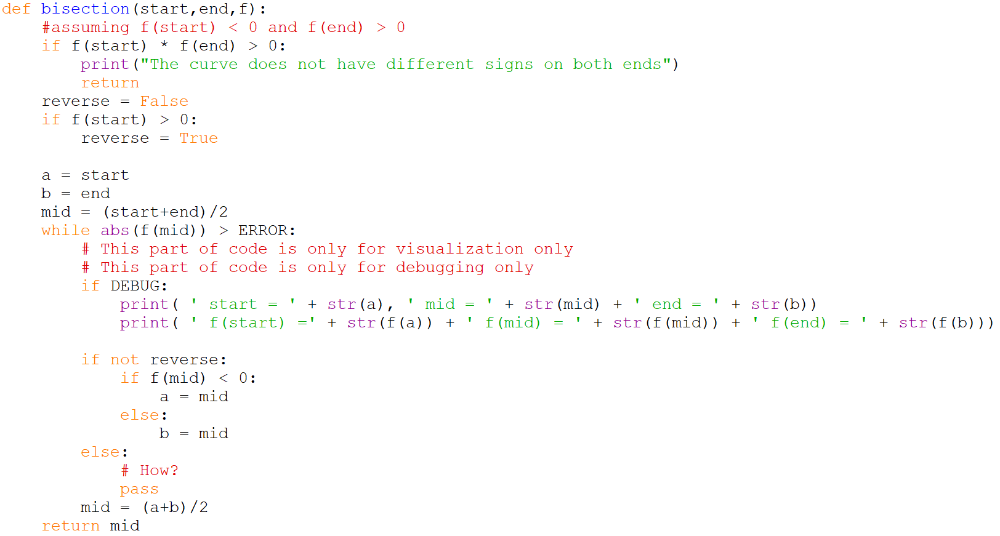 def bisection(start,end,f):
    #assuming f(start) < 0 and f(end) > 0
    if f(start) * f(end) > 0:
        print("The curve does not have different signs on both ends")
        return
    reverse = False
    if f(start) > 0:
        reverse = True

    a = start
    b = end
    mid = (start+end)/2
    while abs(f(mid)) > ERROR:
        # This part of code is only for visualization only
        # This part of code is only for debugging only
        if DEBUG:
            print( ' start = ' + str(a), ' mid = ' + str(mid) + ' end = ' + str(b))
            print( ' f(start) =' + str(f(a)) + ' f(mid) = ' + str(f(mid)) + ' f(end) = ' + str(f(b)))

        if not reverse:
            if f(mid) < 0:
                a = mid
            else:
                b = mid
        else:
            # How?
            pass
        mid = (a+b)/2
    return mid